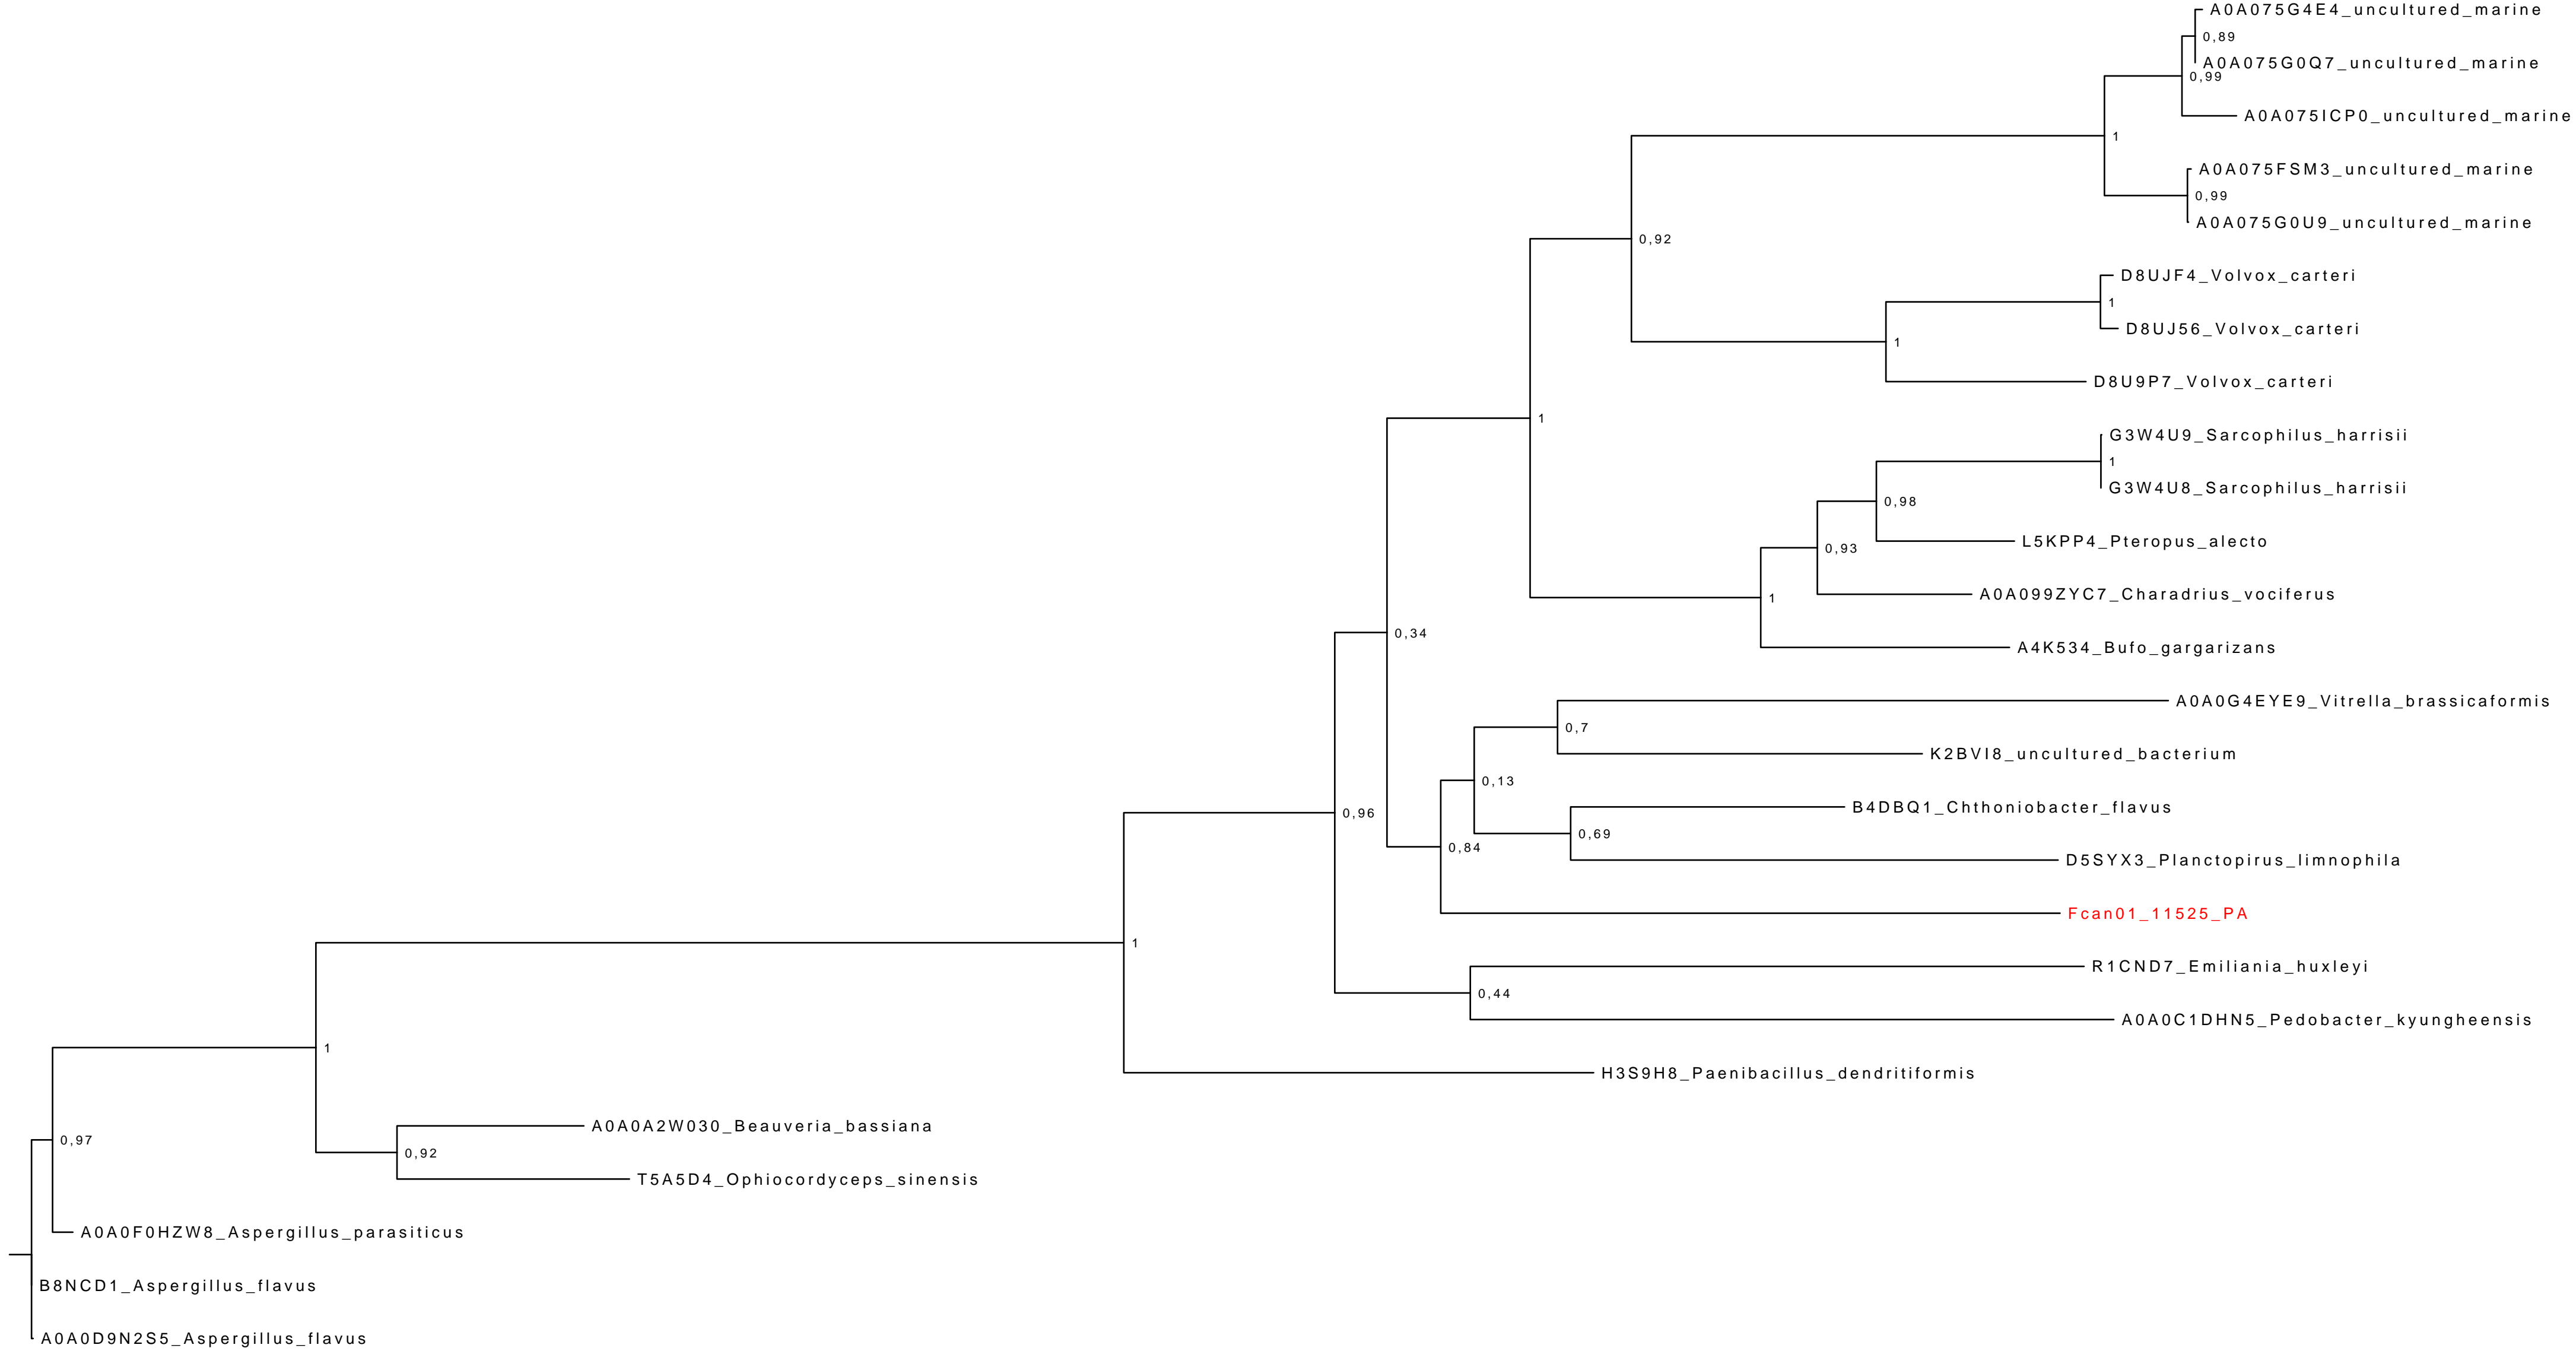 A0A075G4E4_uncultured_marine
0,89
A0A075G0Q7_uncultured_marine
0,99
A0A075ICP0_uncultured_marine
1
A0A075FSM3_uncultured_marine
0,99
A0A075G0U9_uncultured_marine
0,92
D8UJF4_Volvox_carteri
1
D8UJ56_Volvox_carteri
1
D8U9P7_Volvox_carteri
1
G3W4U9_Sarcophilus_harrisii
1
G3W4U8_Sarcophilus_harrisii
0,98
L5KPP4_Pteropus_alecto
0,93
A0A099ZYC7_Charadrius_vociferus
1
0,34
A4K534_Bufo_gargarizans
A0A0G4EYE9_Vitrella_brassicaformis
0,7
K2BVI8_uncultured_bacterium
0,13
B4DBQ1_Chthoniobacter_flavus
0,96
0,69
0,84
D5SYX3_Planctopirus_limnophila
Fcan01_11525_PA
1
R1CND7_Emiliania_huxleyi
0,44
A0A0C1DHN5_Pedobacter_kyungheensis
1
H3S9H8_Paenibacillus_dendritiformis
A0A0A2W030_Beauveria_bassiana
0,97
0,92
T5A5D4_Ophiocordyceps_sinensis
A0A0F0HZW8_Aspergillus_parasiticus
B8NCD1_Aspergillus_flavus
A0A0D9N2S5_Aspergillus_flavus